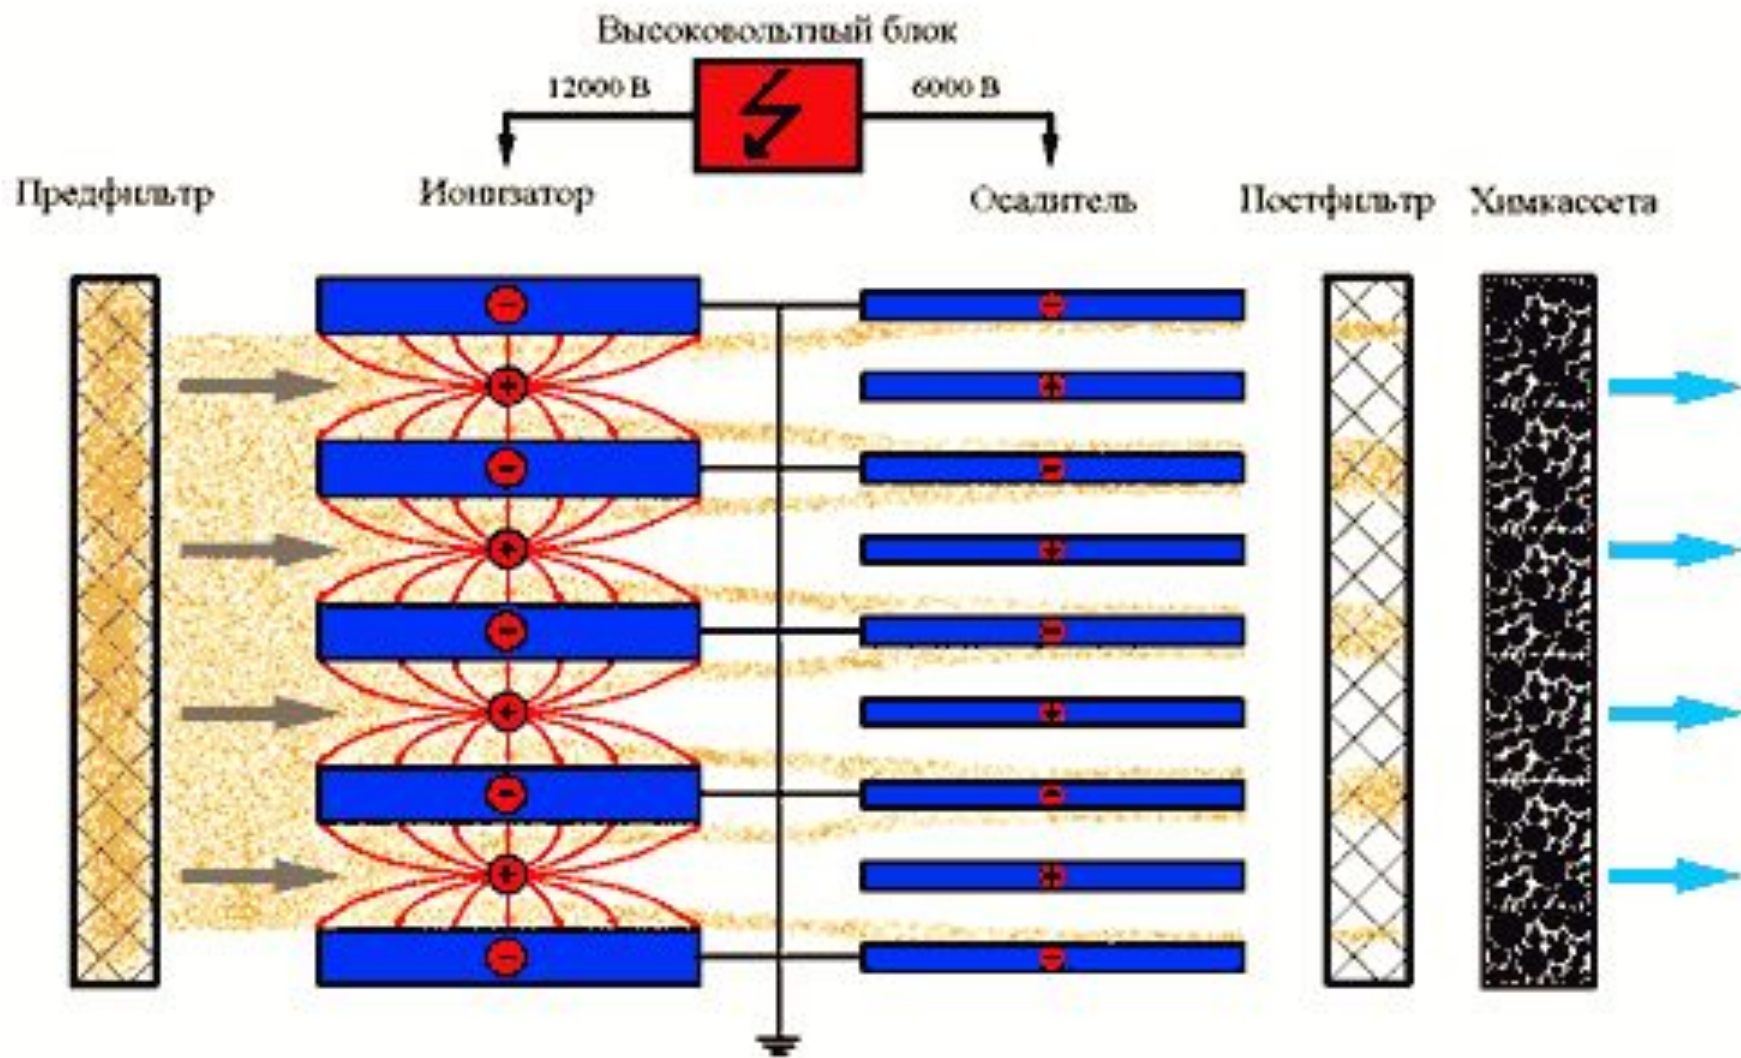 Высоковольтный блок
12000 В
6000 В
Предфильтр
Ионизатор
Осадитель
Постфильтр
Химкассета